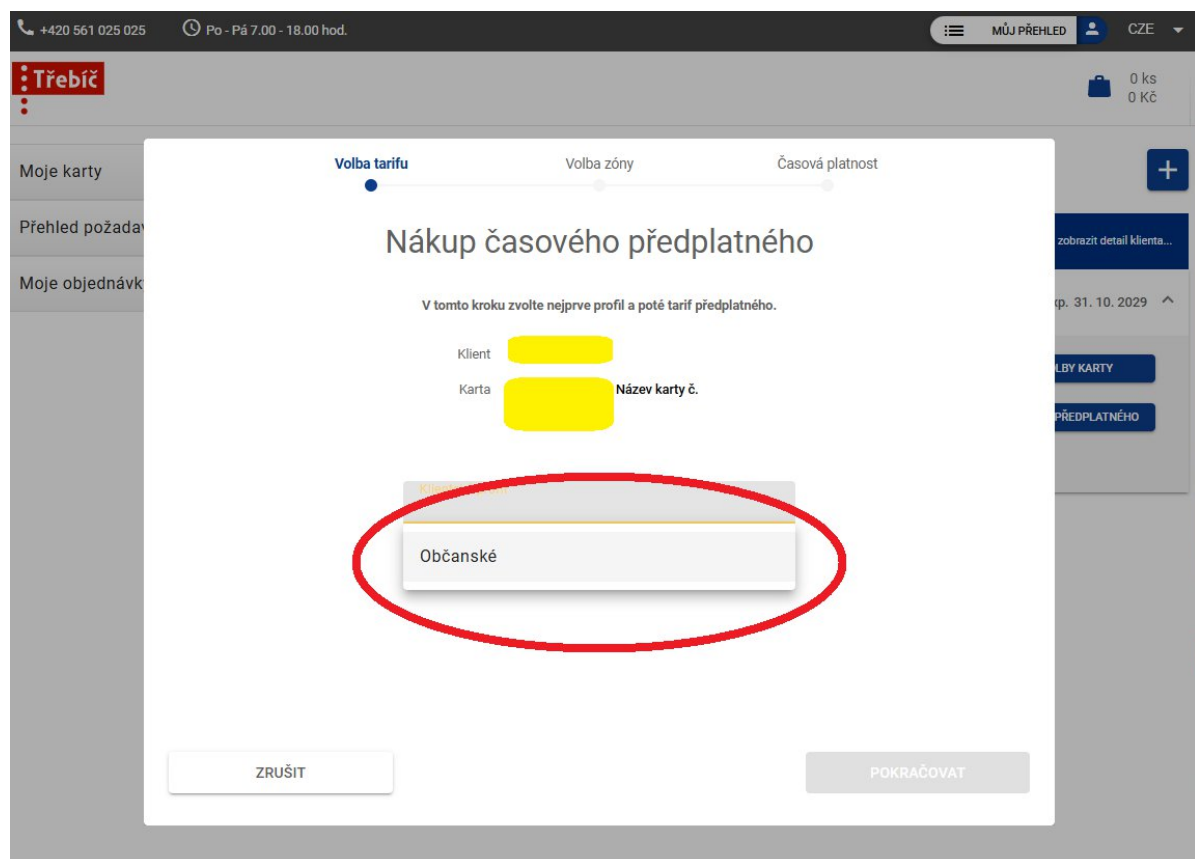 +420 561 025 025
Po - Pá 7.00 - 18.00 hod.
MŮJ PŘEHLED
CZE
Třebíč
0 ks
0 Kč
Moje karty
Přehled požadav
Moje objednávk
Volba tarifu
Volba zóny
Časová platnost
+
Nákup časového předplatného
zobrazit detail klienta...
V tomto kroku zvolte nejprve profil a poté tarif předplatného.
xp. 31. 10. 2029
Klient
Karta
Název karty č.
LBY KARTY
PŘEDPLATNÉHO
Občanské
ZRUŠIT
POKRAČOVAT